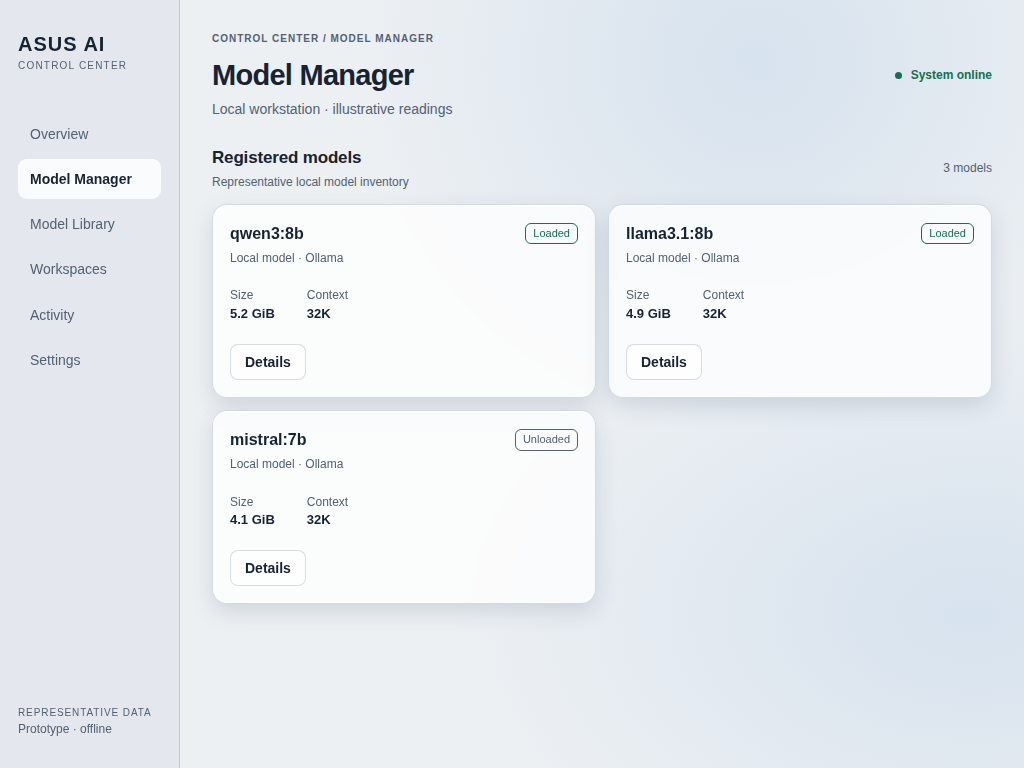 ASUS AI
CONTROL CENTER
Overview
Model Manager
Model Library
Workspaces
Activity
Settings
REPRESENTATIVE DATA
Prototype · offline
CONTROL CENTER / MODEL MANAGER
Model Manager
System online
Local workstation · illustrative readings
Registered models
3 models
Representative local model inventory
qwen3:8b
Loaded
Local model · Ollama
Size Context
5.2 GiB 32K
Details
llama3.1:8b
Loaded
Local model · Ollama
Size Context
4.9 GiB 32K
Details
mistral:7b
Unloaded
Local model · Ollama
Size Context
4.1 GiB 32K
Details